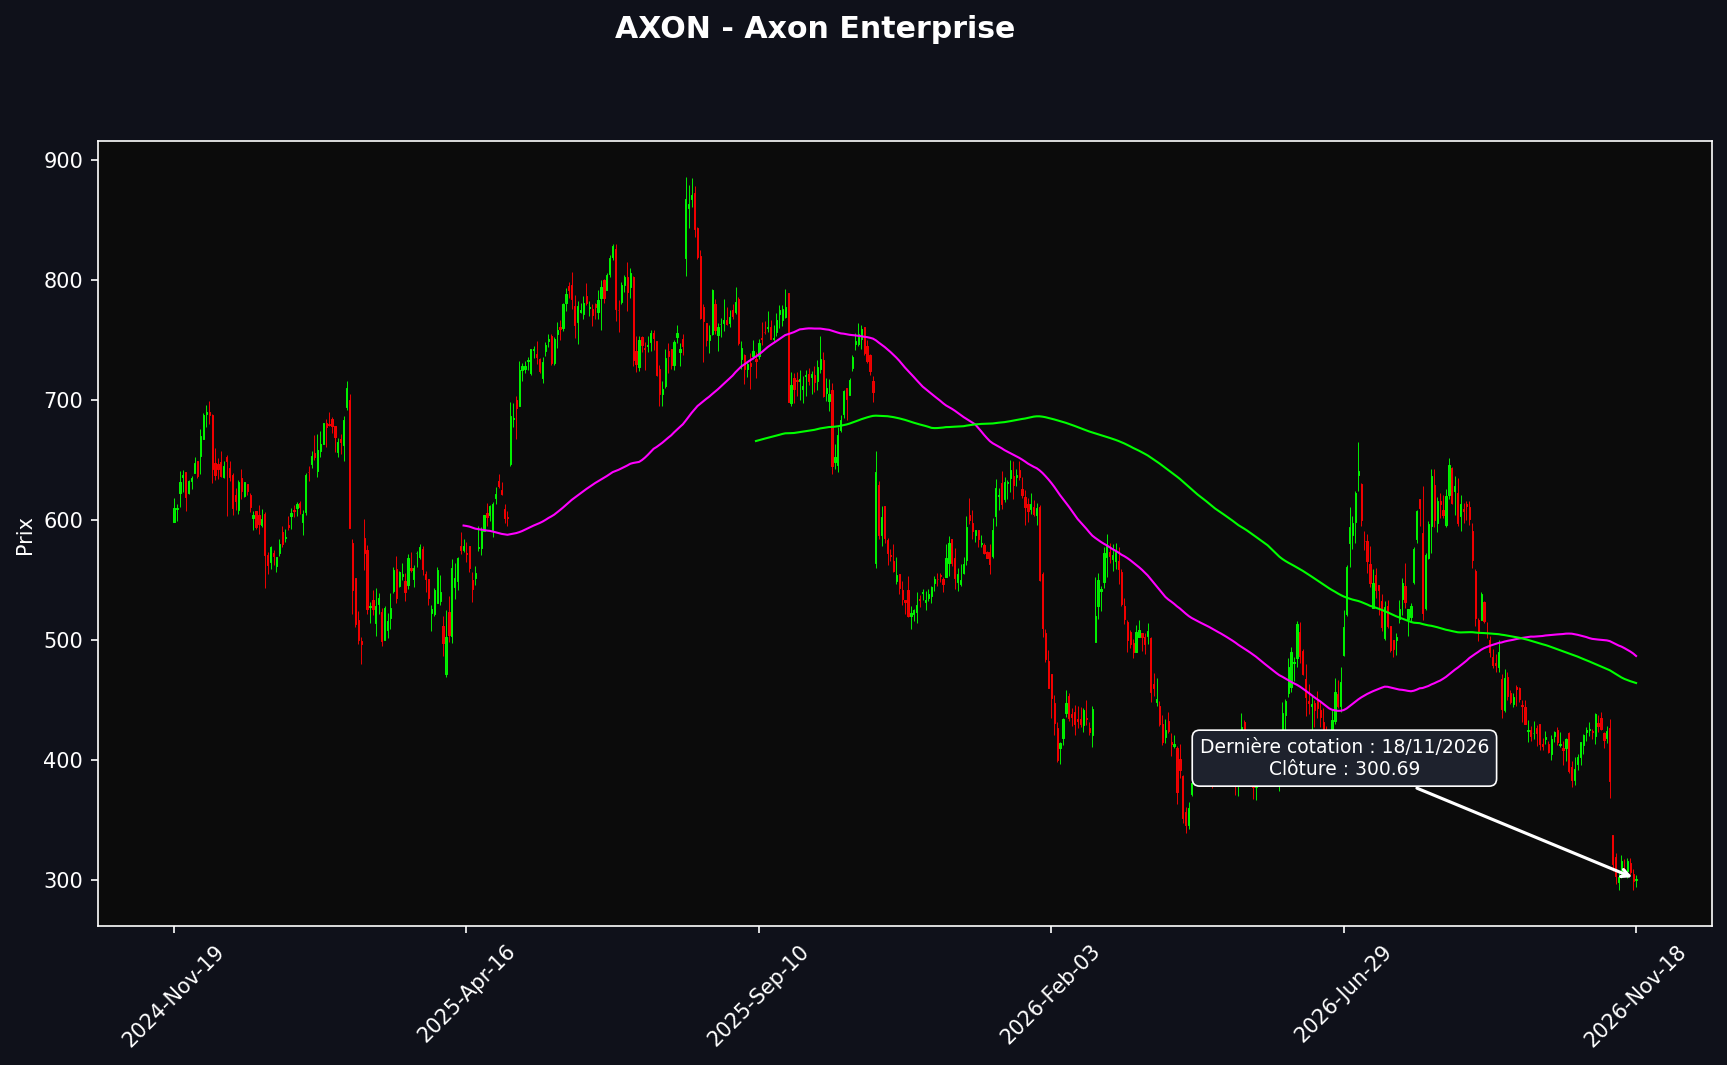 AXON - Axon Enterprise
Prix
900
800
700
600
500
400
300
Dernière cotation : 18/11/2026
Clôture : 300.69
2024-Nov-19
2025-Apr-16
2025-Sep-10
2026-Feb-03
2026-Jun-29
2026-Nov-18